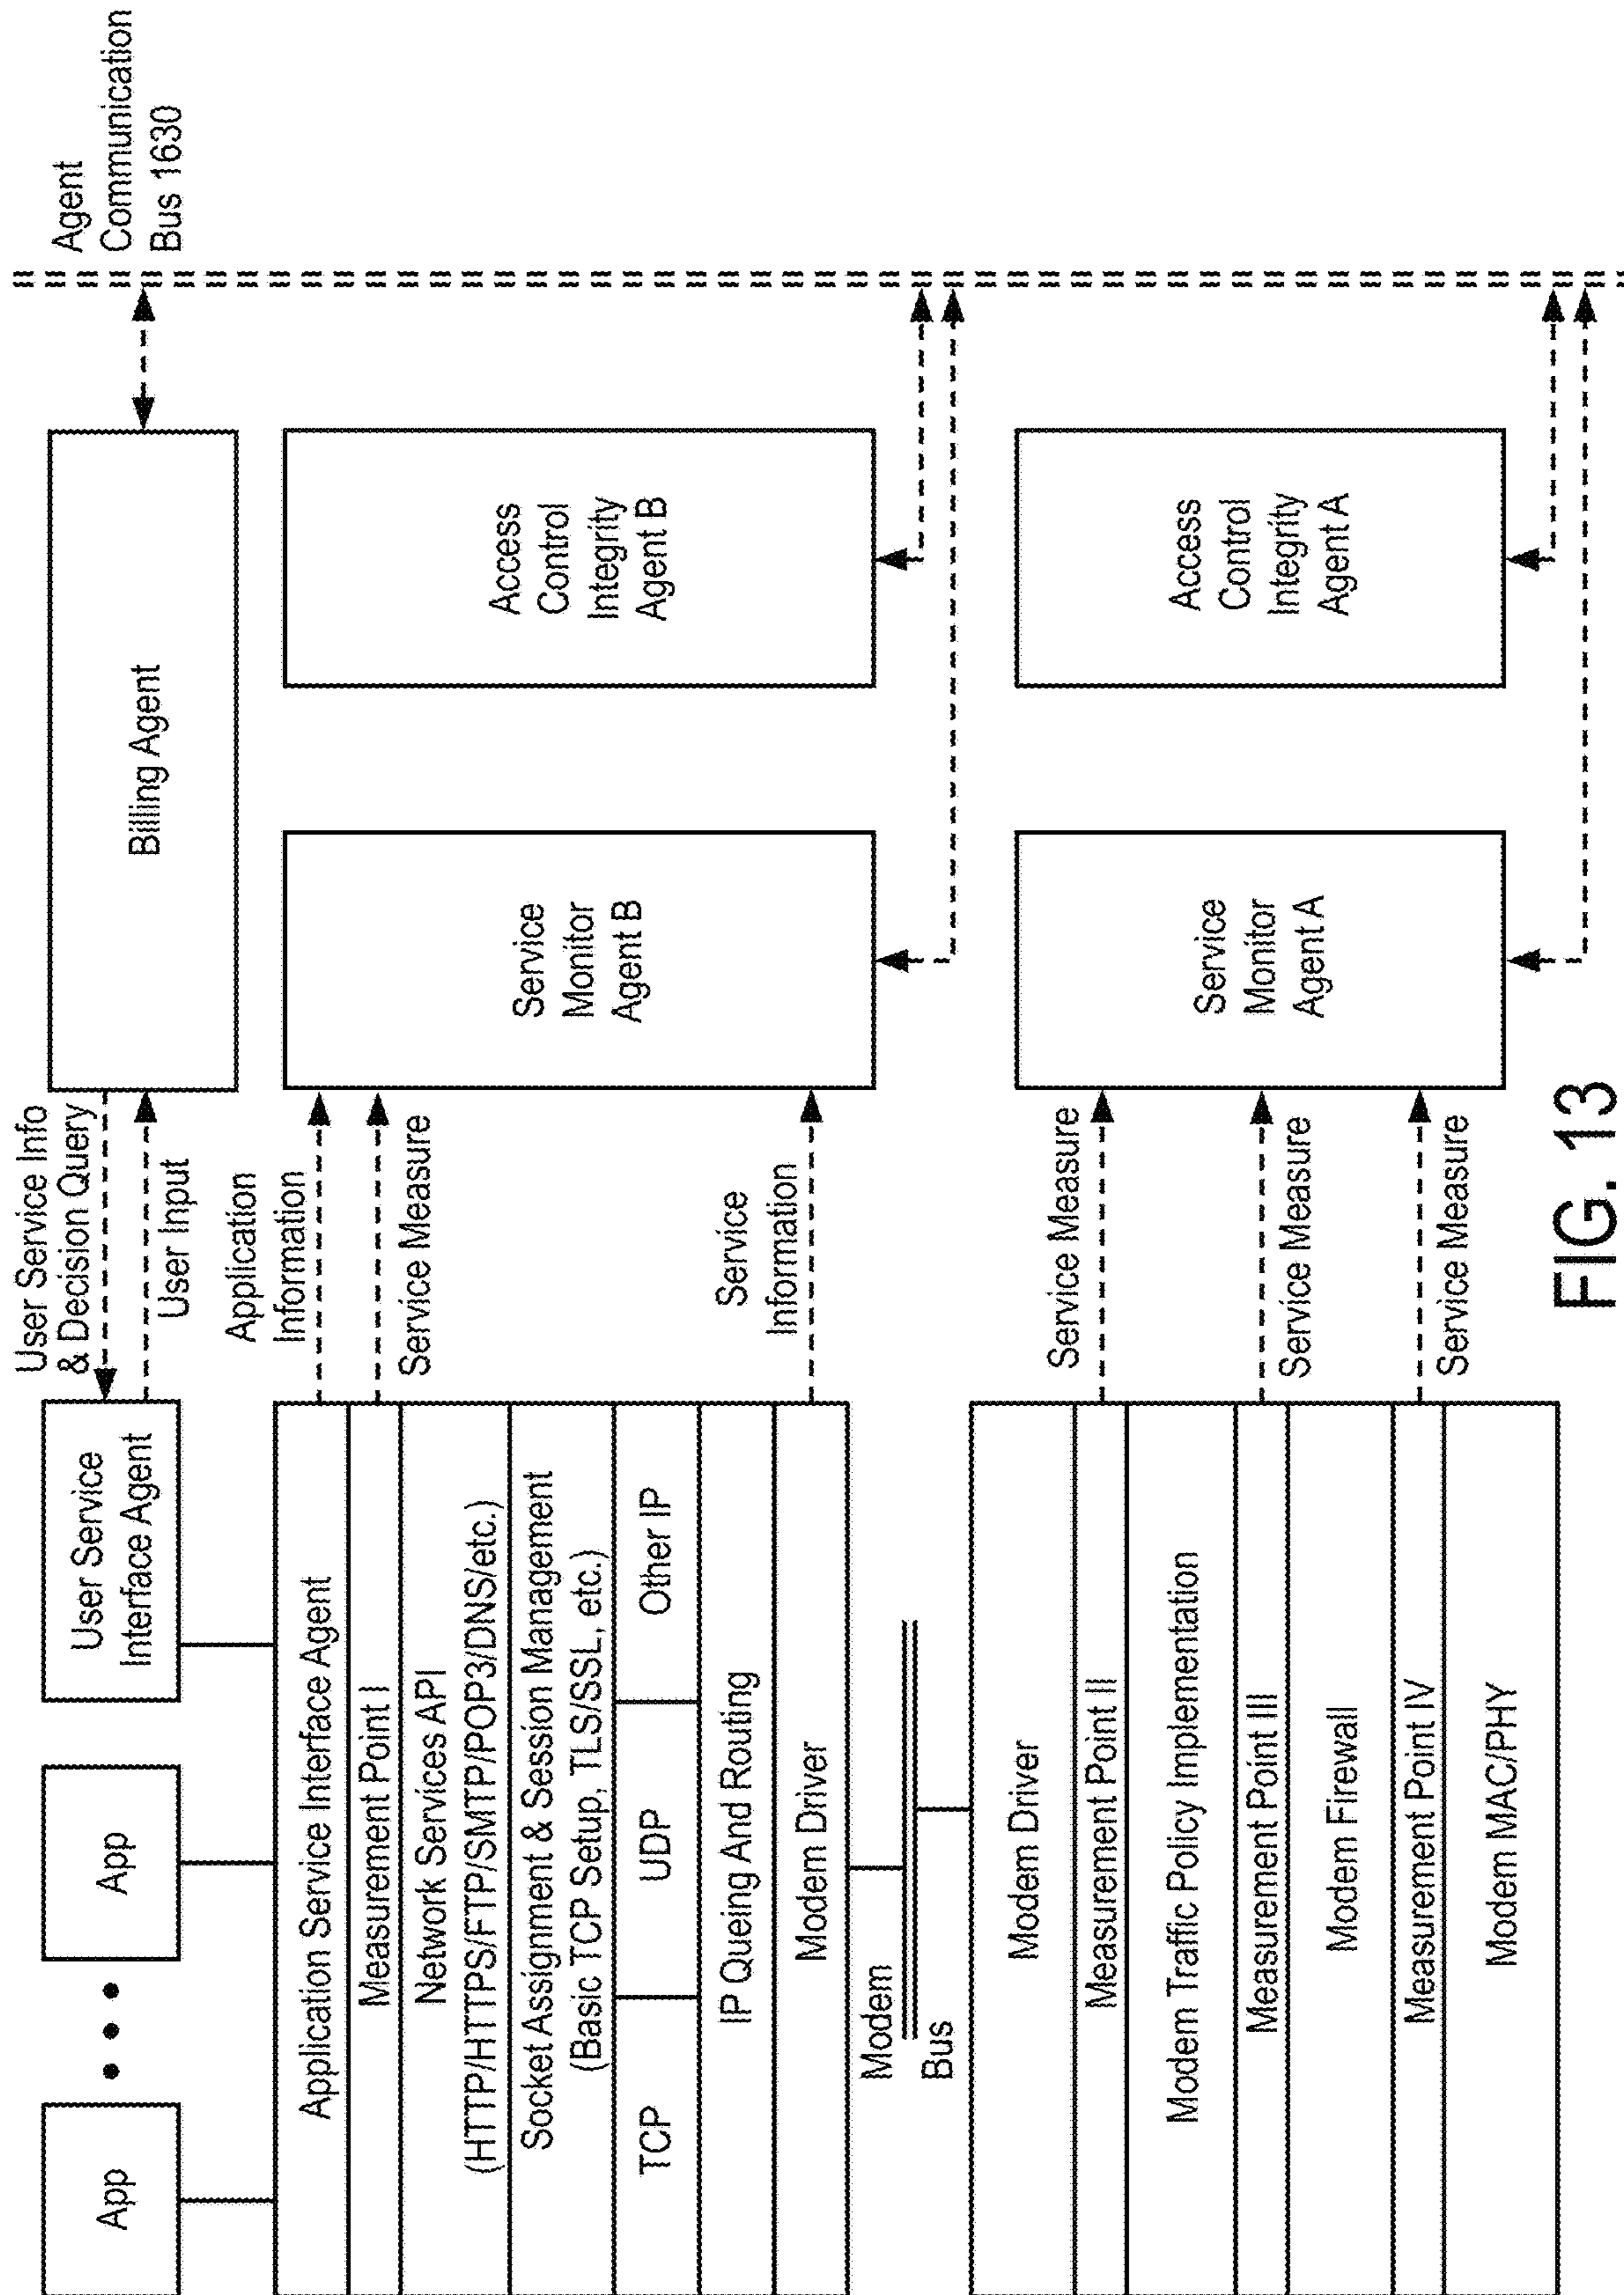 User Service Info
& Decision Query
User Input
Agent
Communication
Bus 1630
App
App
User Service
Interface Agent
Billing Agent
Application
Information
Service Measure
Application Service Interface Agent
Measurement Point I
Network Services API
(HTTP/HTTPS/FTP/SMTP/POP3/DNS/etc.)
Socket Assignment & Session Management
(Basic TCP Setup, TLS/SSL, etc.)
TCP
UDP
Other IP
IP Queing And Routing
Modem Driver
Service
Information
Service
Monitor
Agent B
Access
Control
Integrity
Agent B
Modem
Bus
Modem Driver
Measurement Point II
Modem Traffic Policy Implementation
Measurement Point III
Modem Firewall
Measurement Point IV
Modem MAC/PHY
Service Measure
Service Measure
Service Measure
Service
Monitor
Agent A
Access
Control
Integrity
Agent A
FIG. 13